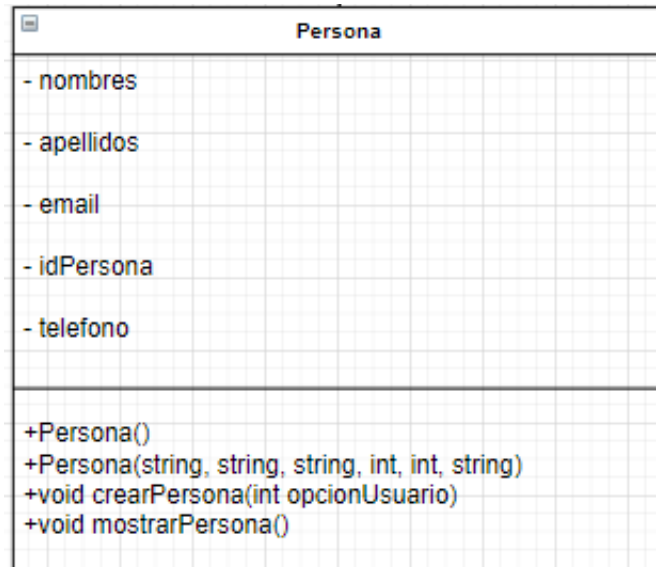 Persona
- nombres
- apellidos
- email
- idPersona
- telefono
+Persona()
+Persona(string, string, string, int, int, string)
+void crearPersona(int opcionUsuario)
+void mostrarPersona()